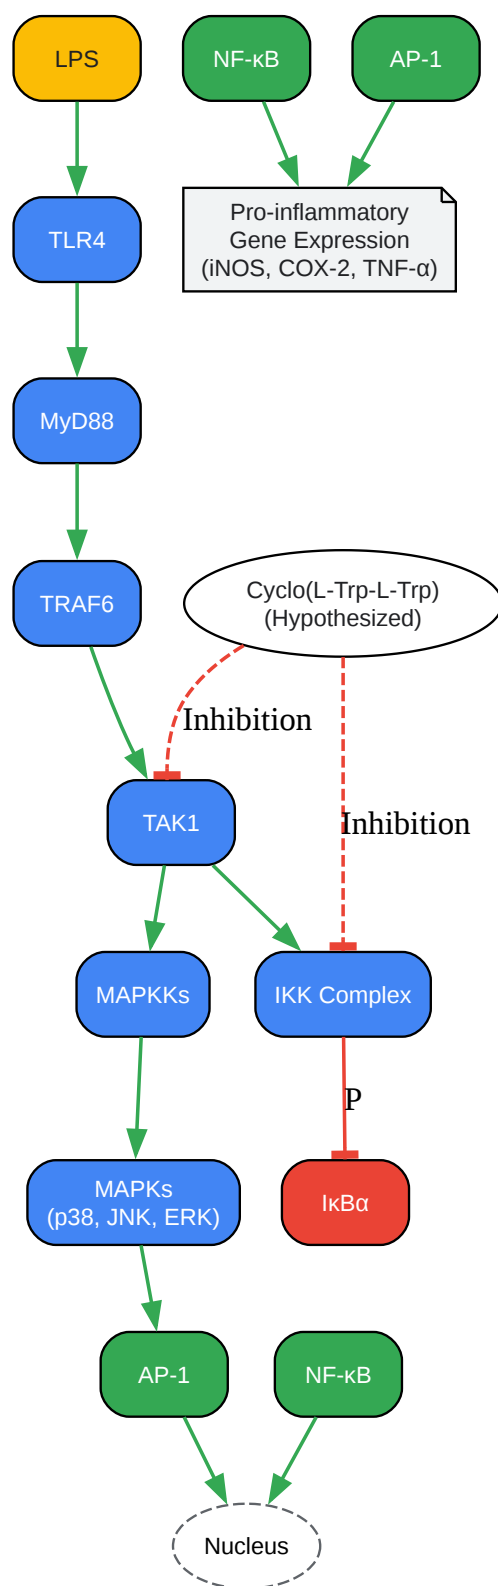 LPS
NF-κB
AP-1
TLR4
Pro-inflammatory
Gene Expression
(iNOS, COX-2, TNF-α)
MyD88
TRAF6
Cyclo(L-Trp-L-Trp)
(Hypothesized)
Inhibition
TAK1
Inhibition
MAPKKs
IKK Complex
P
MAPKs
(p38, JNK, ERK)
IκBα
AP-1
NF-κB
Nucleus